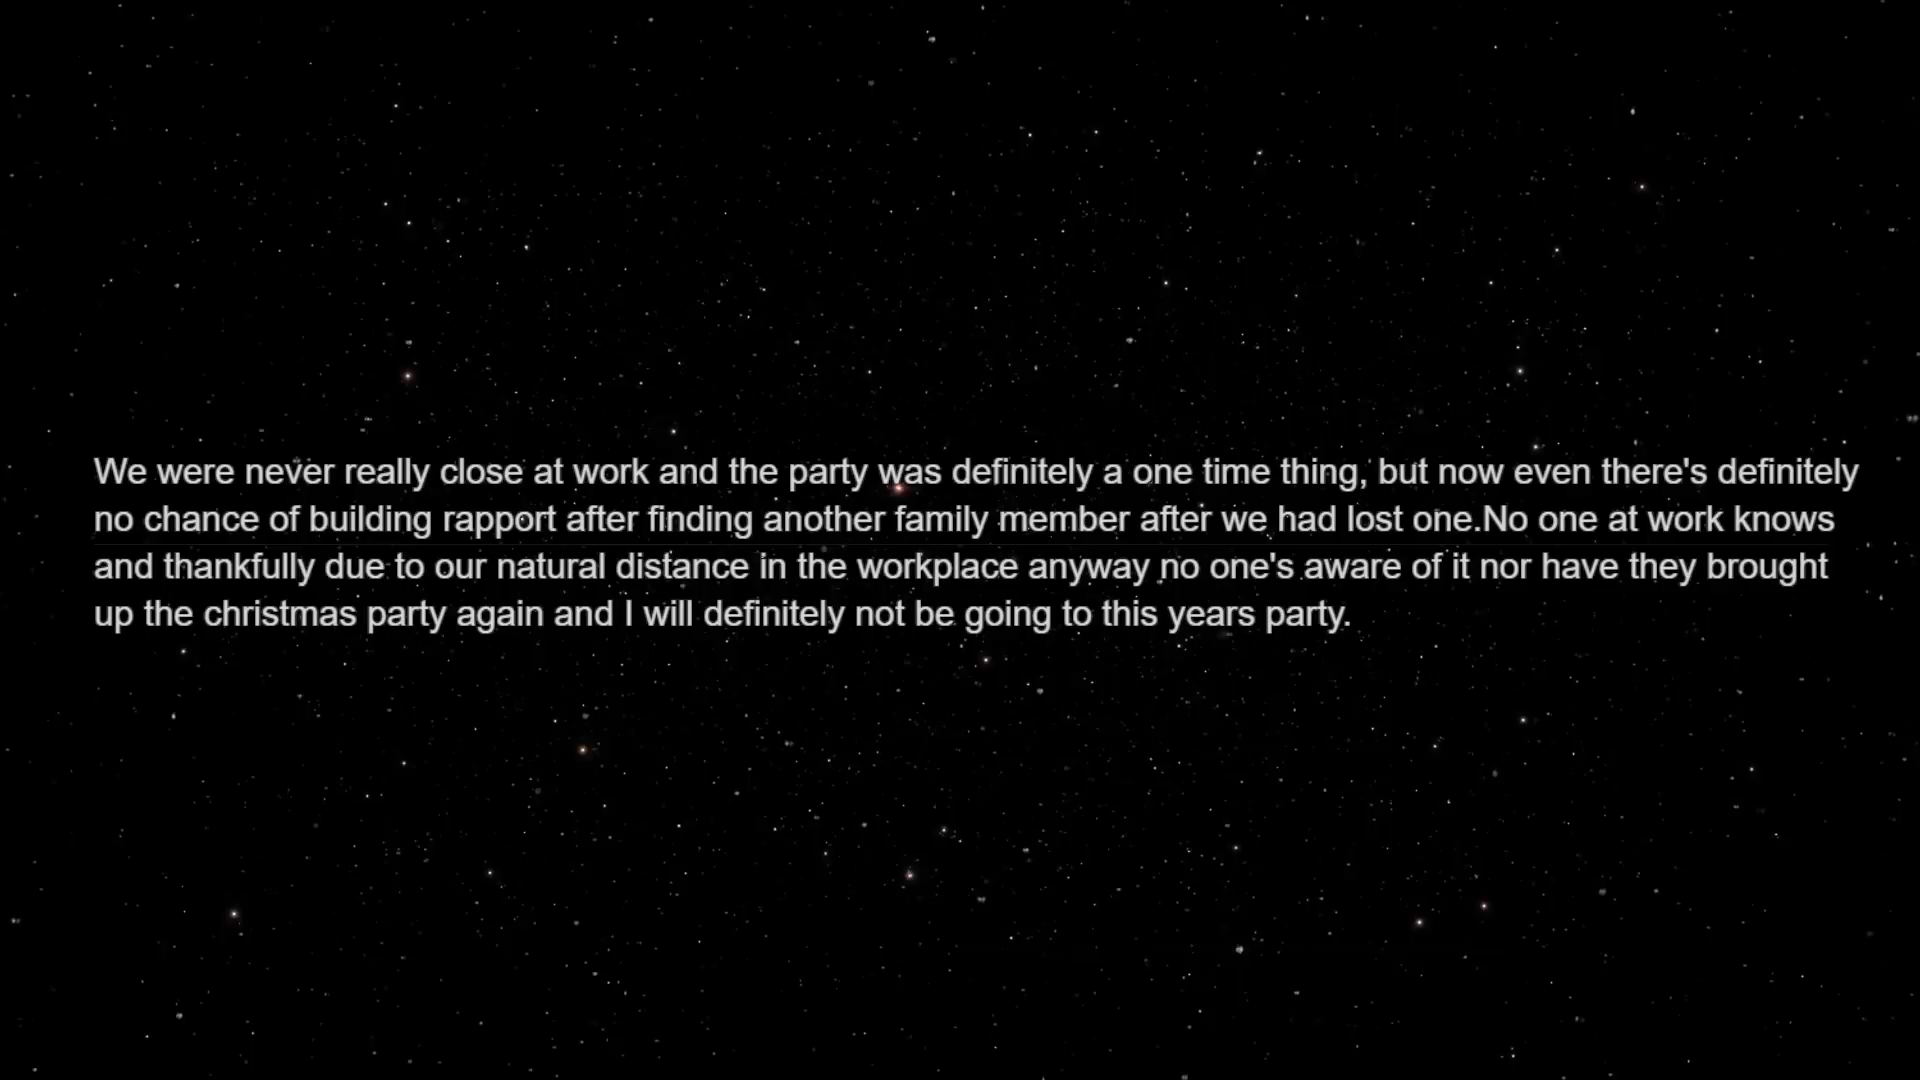 We were never really close at work and the party was definitely a one time thing, but now even there's definitely
no chance of building rapport after finding another family member after we had lost one.No one at work knows
and thankfully due to our natural distance in the workplace anyway no one's aware of it nor have they brought
up the christmas party again and I will definitely not be going to this years party.